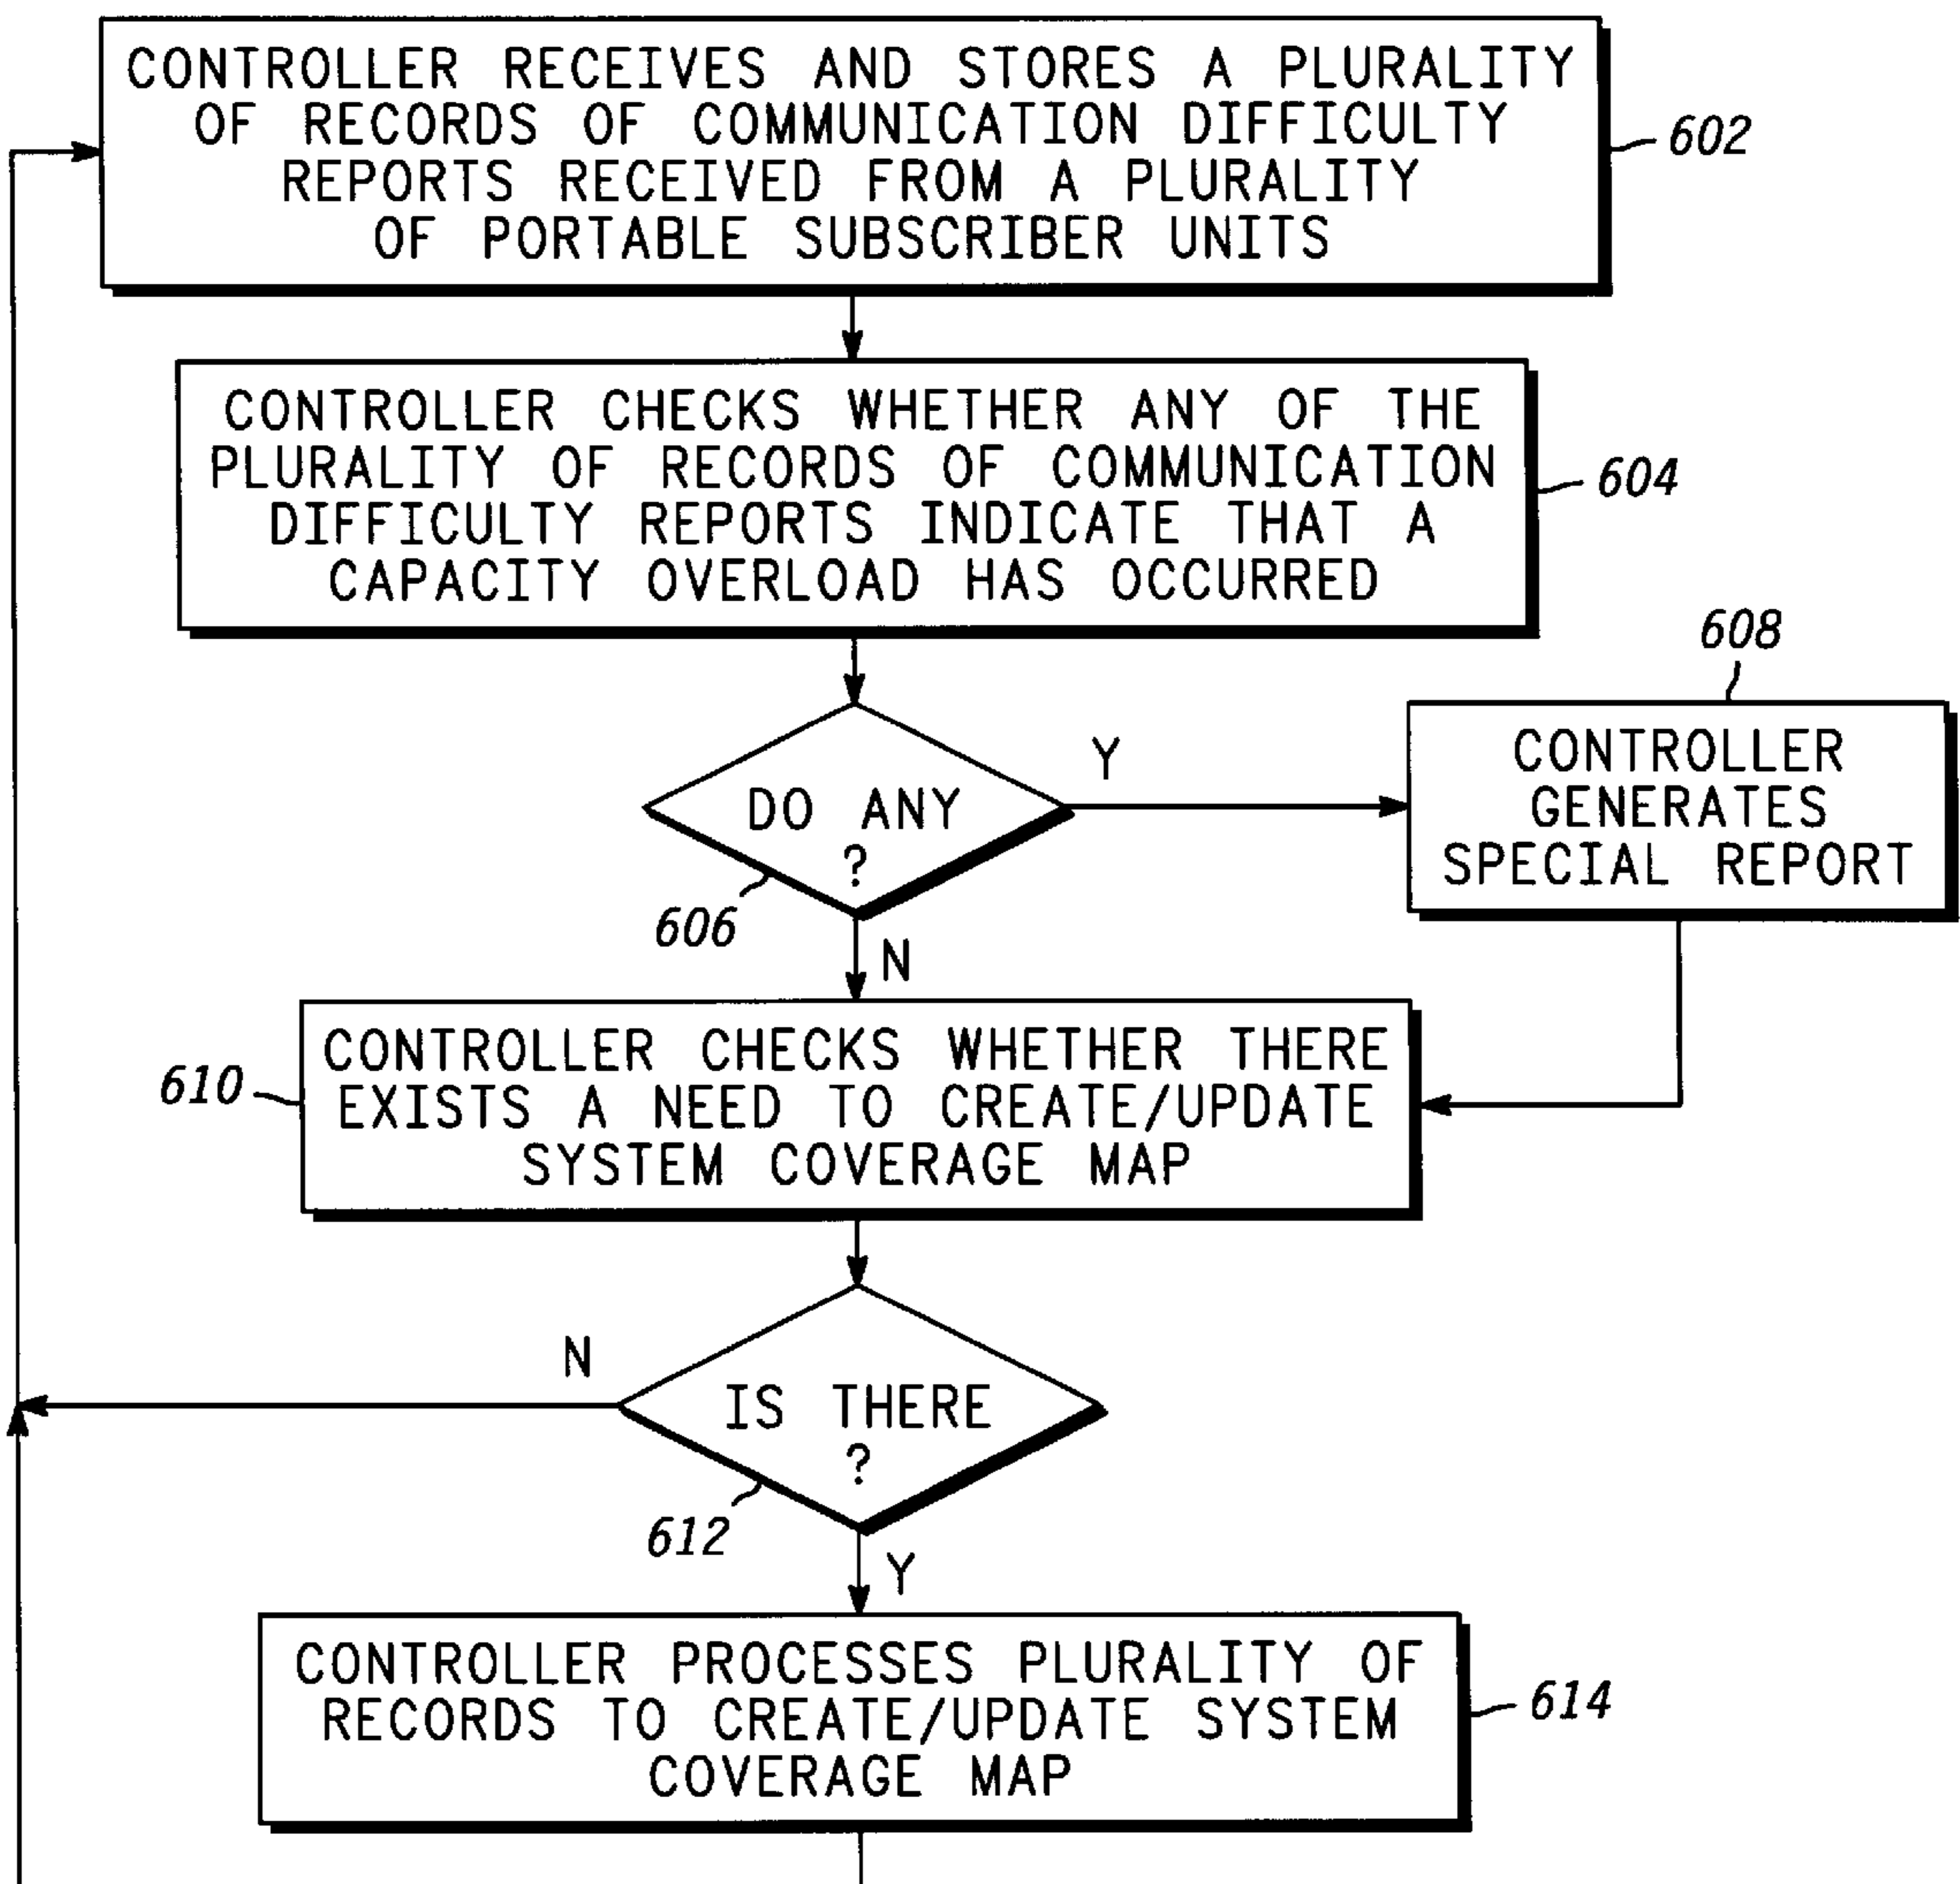 CONTROLLER RECEIVES AND STORES A PLURALITY
OF RECORDS OF COMMUNICATION DIFFICULTY
REPORTS RECEIVED FROM A PLURALITY
OF PORTABLE SUBSCRIBER UNITS
602
CONTROLLER CHECKS WHETHER ANY OF THE
PLURALITY OF RECORDS OF COMMUNICATION
DIFFICULTY REPORTS INDICATE THAT A
CAPACITY OVERLOAD HAS OCCURRED
604
DO ANY
?
606
Y
N
608
CONTROLLER
GENERATES
SPECIAL REPORT
610
CONTROLLER CHECKS WHETHER THERE
EXISTS A NEED TO CREATE/UPDATE
SYSTEM COVERAGE MAP
N
IS THERE
?
612
Y
CONTROLLER PROCESSES PLURALITY OF
RECORDS TO CREATE/UPDATE SYSTEM
COVERAGE MAP
614